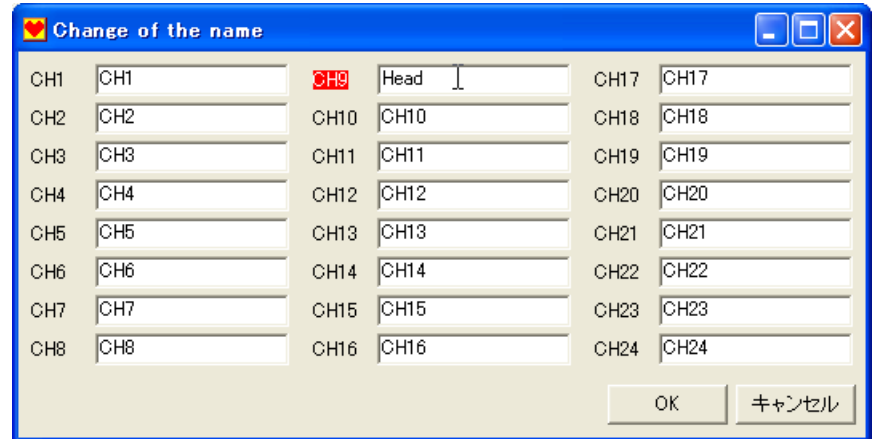 Change of the name
CH1 CH1 CH9 Head CH17 CH17
CH2 CH2 CH10 CH10 CH18 CH18
CH3 CH3 CH11 CH11 CH19 CH19
CH4 CH4 CH12 CH12 CH20 CH20
CH5 CH5 CH13 CH13 CH21 CH21
CH6 CH6 CH14 CH14 CH22 CH22
CH7 CH7 CH15 CH15 CH23 CH23
CH8 CH8 CH16 CH16 CH24 CH24
OK キャンセル